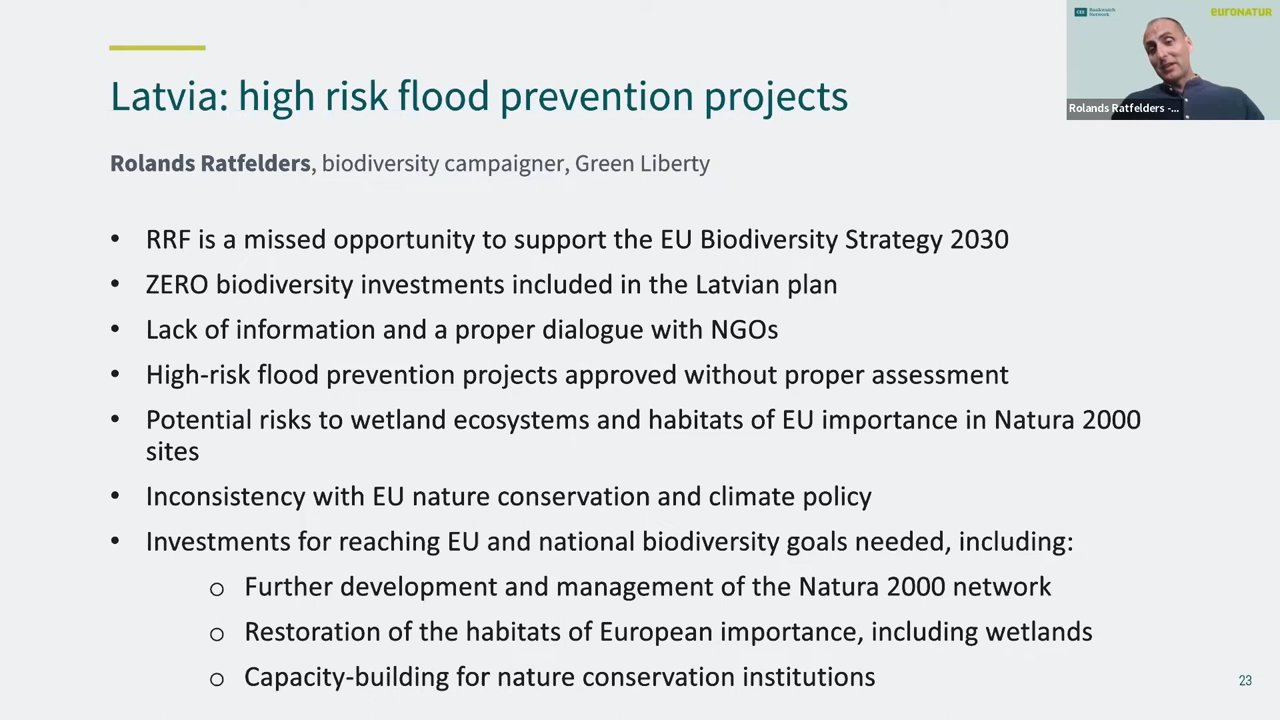 Latvia: high risk flood prevention projects
Rolands Ratfelders, biodiversity campaigner, Green Liberty
• RRF is a missed opportunity to support the EU Biodiversity Strategy 2030
• ZERO biodiversity investments included in the Latvian plan
• Lack of information and a proper dialogue with NGOs
• High-risk flood prevention projects approved without proper assessment
• Potential risks to wetland ecosystems and habitats of EU importance in Natura 2000
sites
• Inconsistency with EU nature conservation and climate policy
• Investments for reaching EU and national biodiversity goals needed, including:
o Further development and management of the Natura 2000 network
o Restoration of the habitats of European importance, including wetlands
o Capacity-building for nature conservation institutions
23
Bankwatch
Network
euronatur
Rolands Ratfelders -...